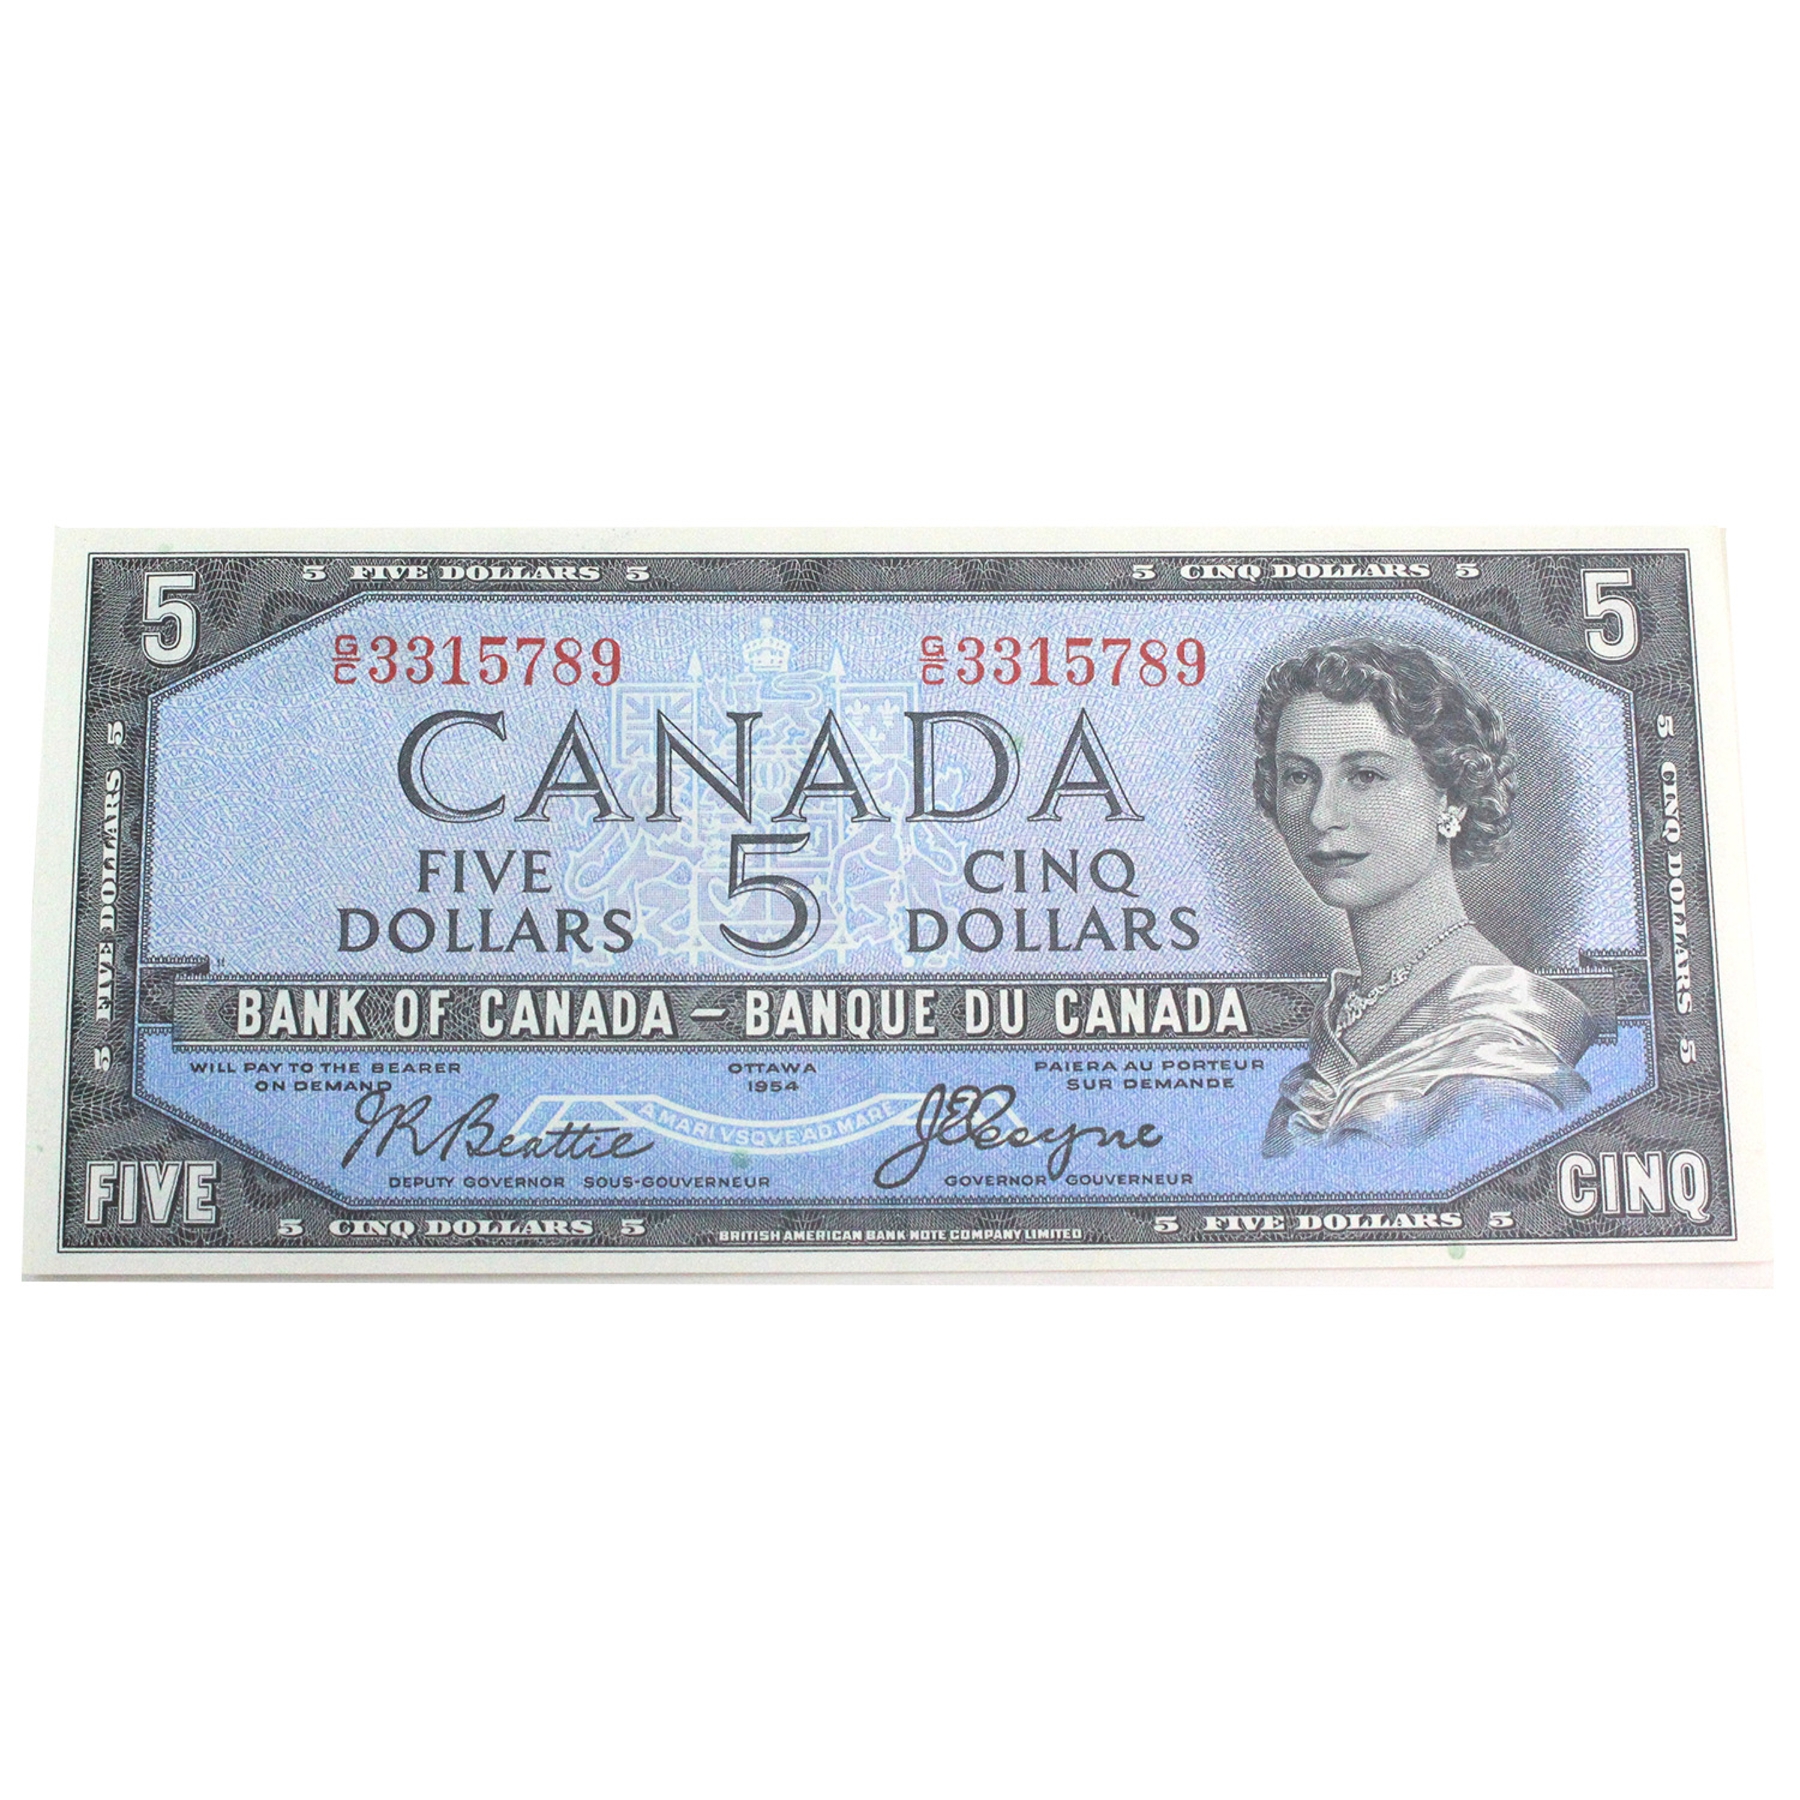 5 5 FIVE DOLLARS 5 5 CINQ DOLLARS 5 5
G/C 3315789 G/C 3315789
CANADA
FIVE 5 CINQ
DOLLARS DOLLARS
5 FIVE DOLLARS 5
5 CINQ DOLLARS 5
BANK OF CANADA – BANQUE DU CANADA
WILL PAY TO THE BEARER OTTAWA PAIERA AU PORTEUR
ON DEMAND 1954 SUR DEMANDE
A MARI VSQVE AD MARE
J R Beattie J E Coyne
DEPUTY GOVERNOR SOUS-GOUVERNEUR GOVERNOR GOUVERNEUR
FIVE CINQ
5 CINQ DOLLARS 5 BRITISH AMERICAN BANK NOTE COMPANY LIMITED 5 FIVE DOLLARS 5